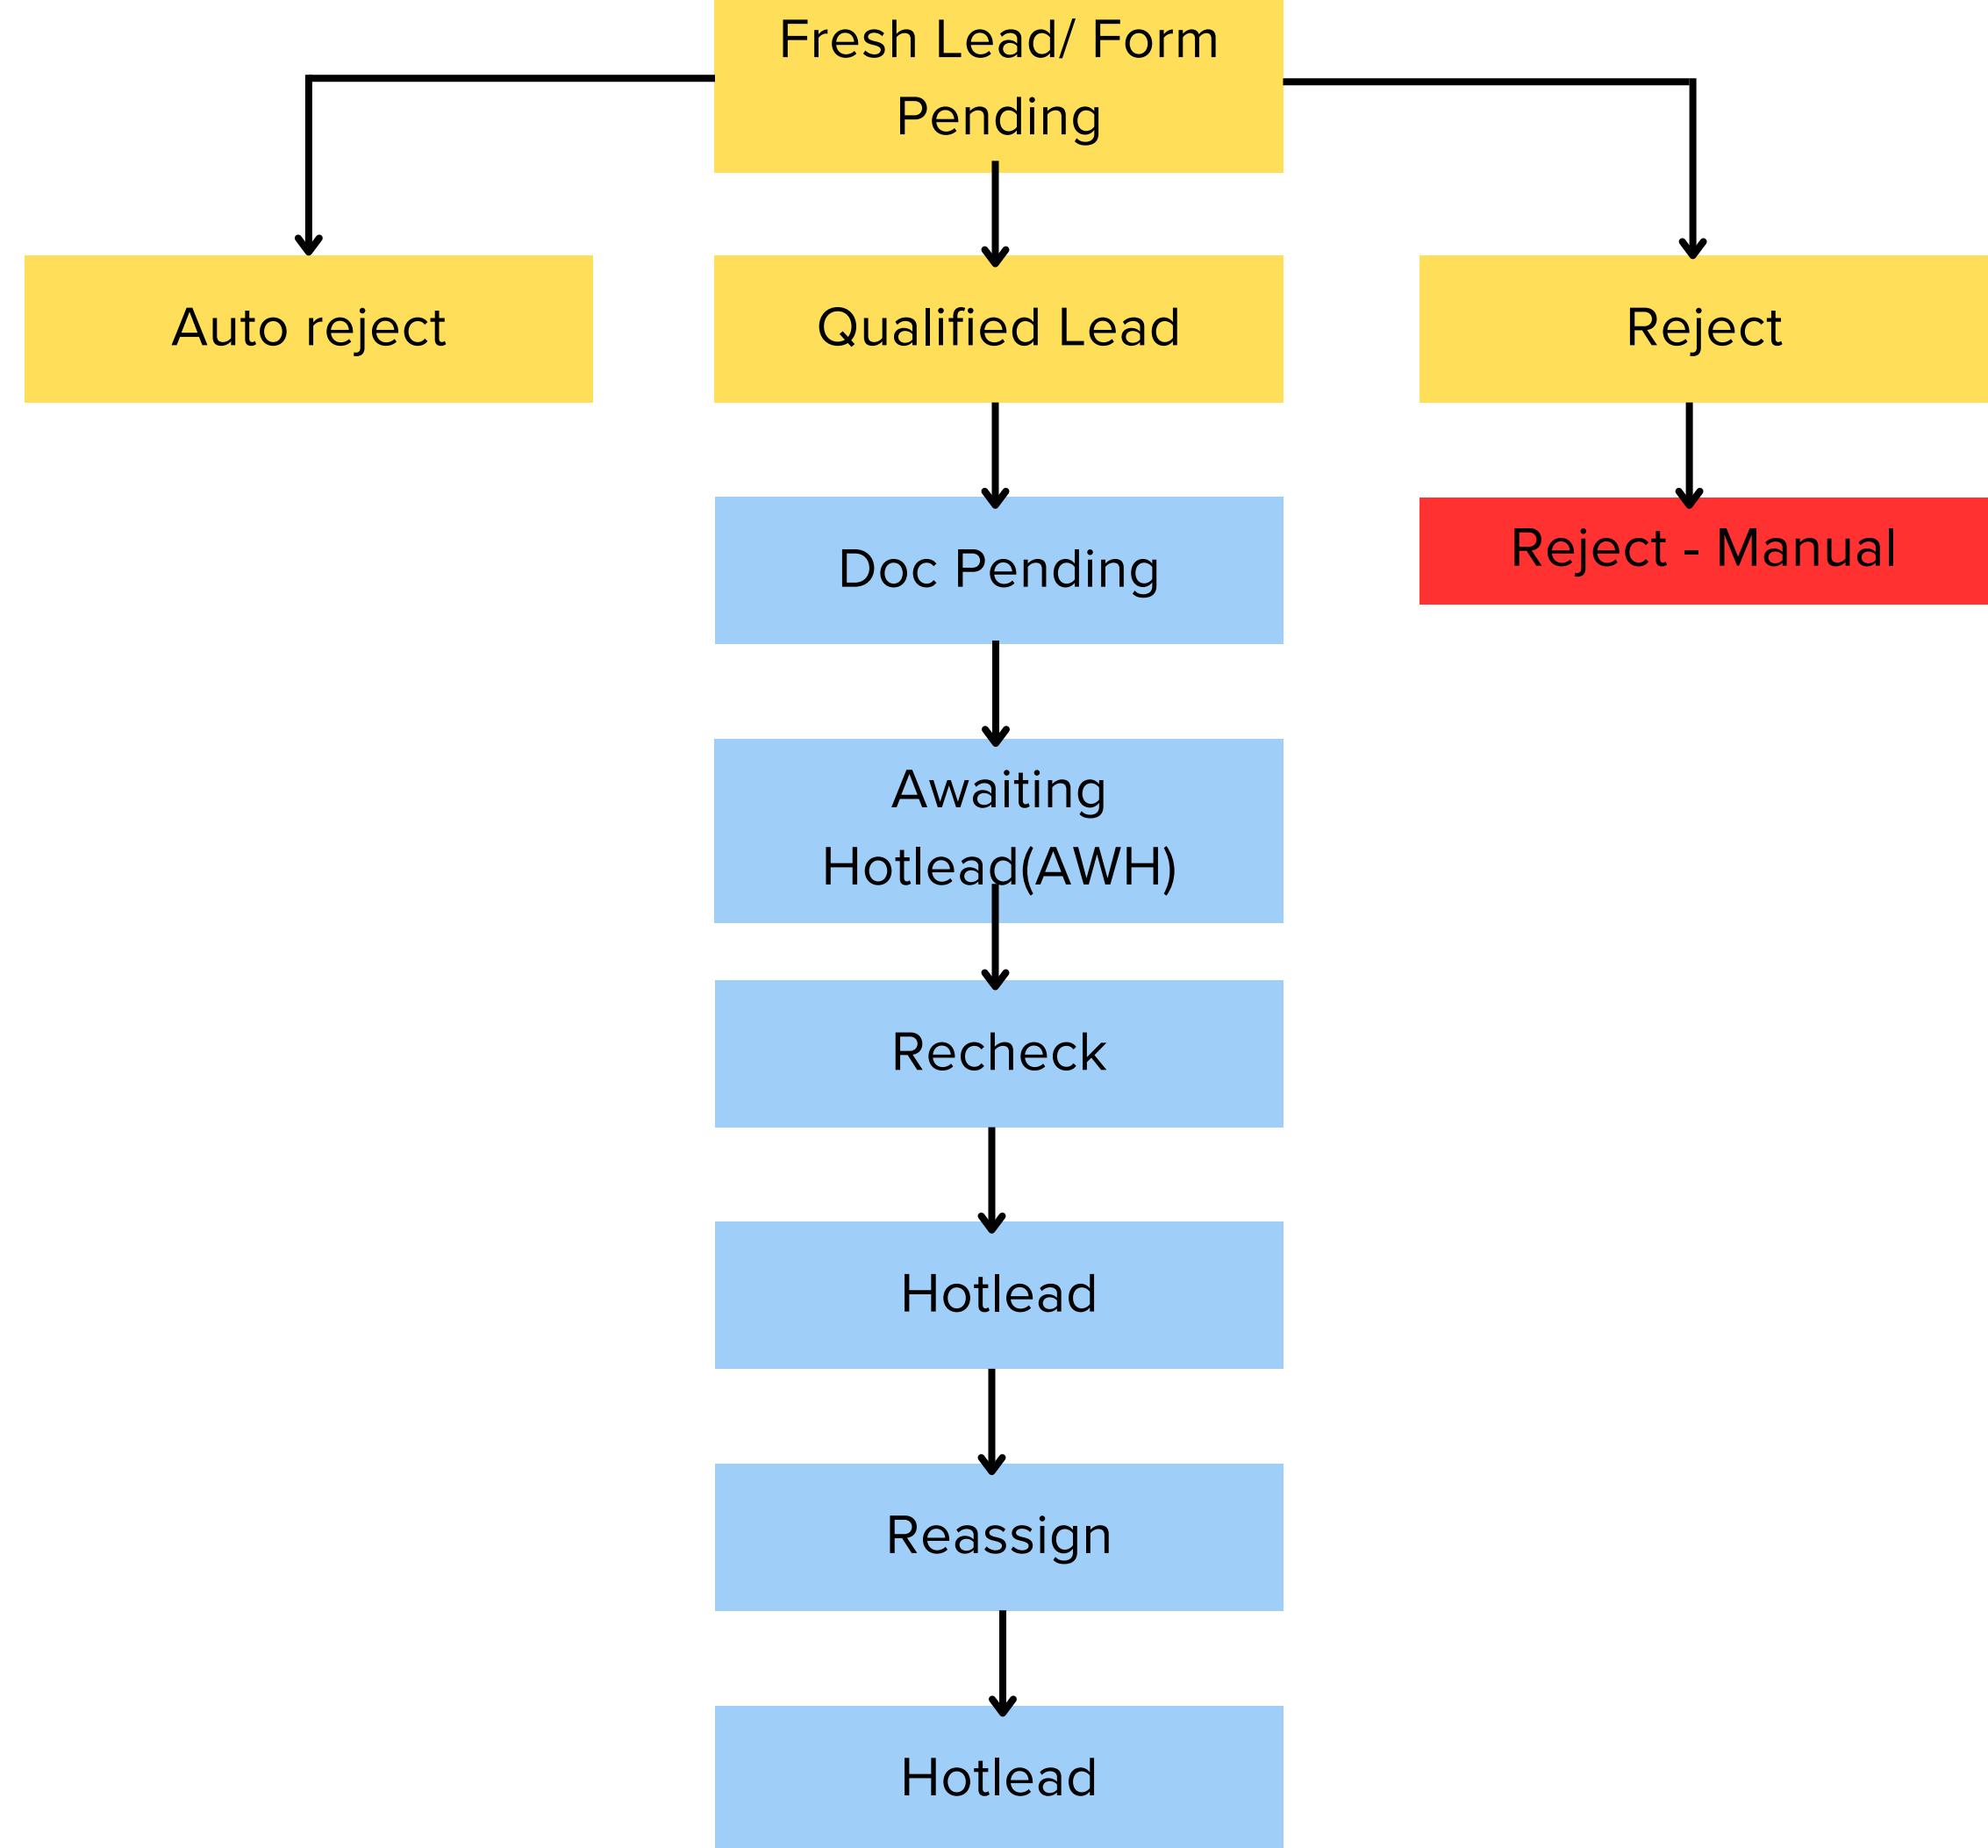 Fresh Lead/ Form
Pending
Auto reject
Qualified Lead
Reject
Doc Pending
Reject - Manual
Awaiting
Hotlead(AWH)
Recheck
Hotlead
Reassign
Hotlead